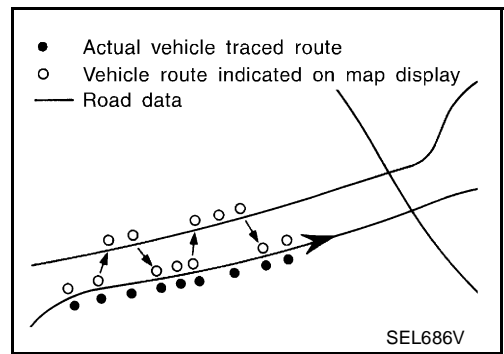 Actual vehicle traced route
Vehicle route indicated on map display
Road data
SEL686V